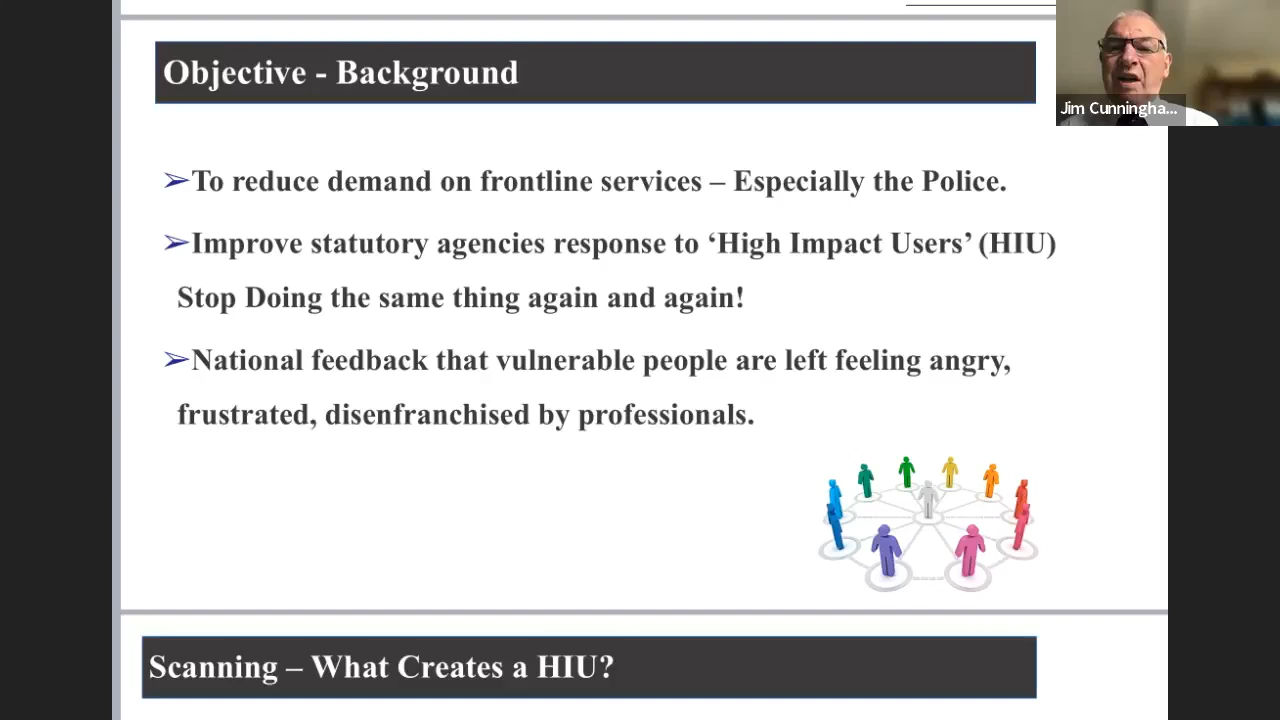 Objective - Background
Jim Cunningha...
➢To reduce demand on frontline services – Especially the Police.
➢Improve statutory agencies response to ‘High Impact Users’ (HIU)
Stop Doing the same thing again and again!
➢National feedback that vulnerable people are left feeling angry,
frustrated, disenfranchised by professionals.
Scanning – What Creates a HIU?